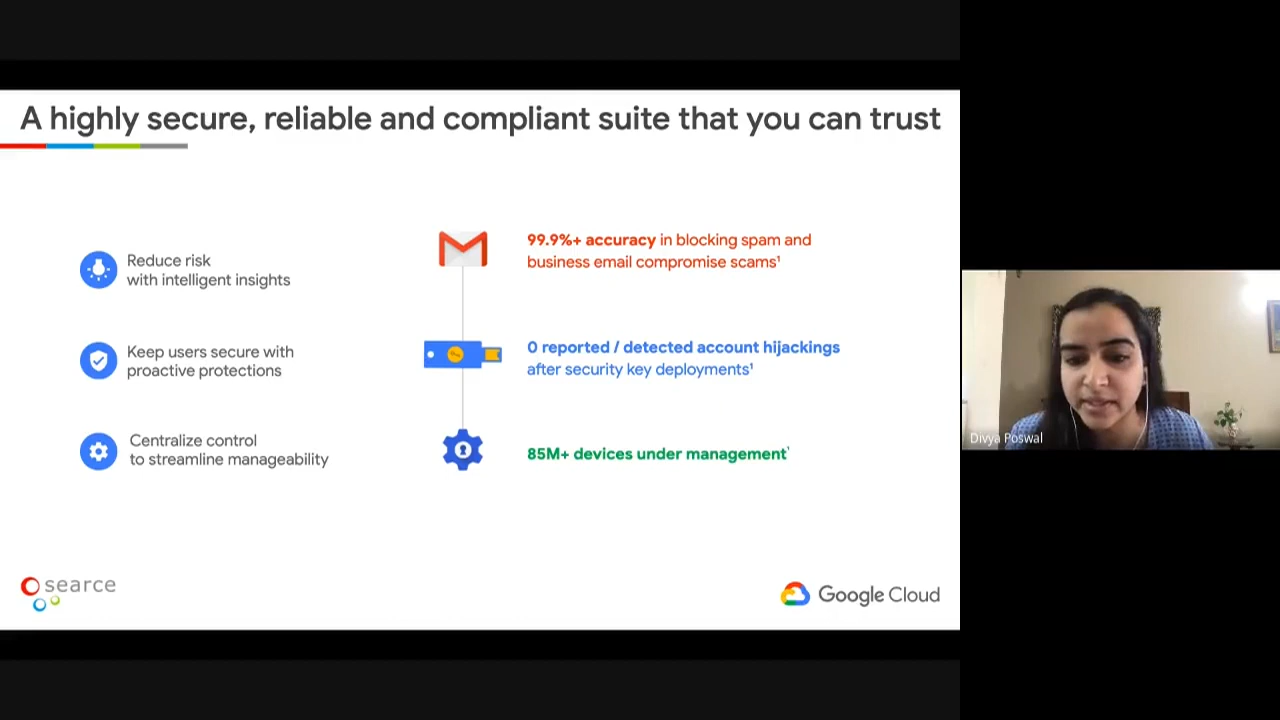 A highly secure, reliable and compliant suite that you can trust
Reduce risk
with intelligent insights
Keep users secure with
proactive protections
Centralize control
to streamline manageability
99.9%+ accuracy in blocking spam and
business email compromise scams¹
0 reported / detected account hijackings
after security key deployments¹
85M+ devices under management¹
searce
Google Cloud
Divya Poswal